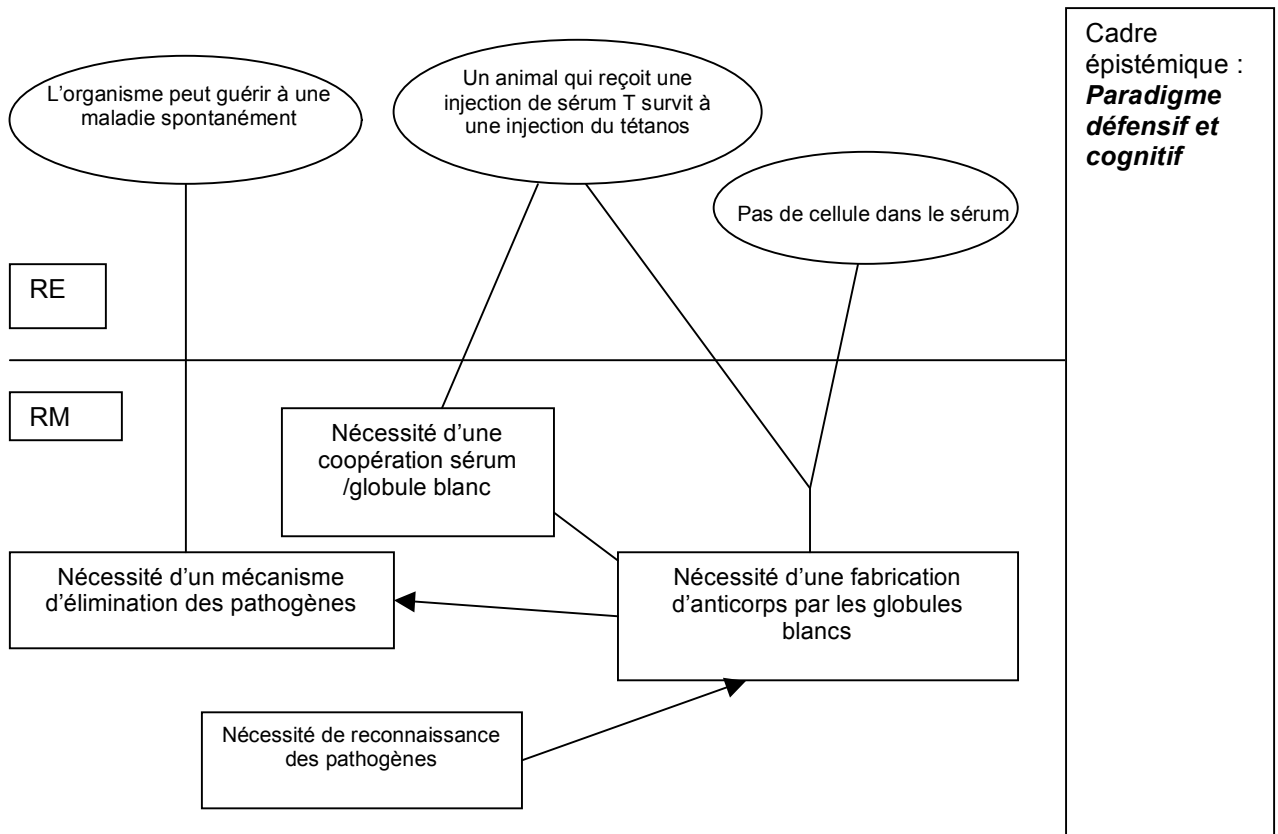 L'organisme peut guérir à une
maladie spontanément
Un animal qui reçoit une
injection de sérum T survit à
une injection du tétanos
Pas de cellule dans le sérum
Cadre
épistémique :
Paradigme
défensif et
cognitif
RE
RM
Nécessité d'une
coopération sérum
/globule blanc
Nécessité d'un mécanisme
d'élimination des pathogènes
Nécessité d'une fabrication
d'anticorps par les globules
blancs
Nécessité de reconnaissance
des pathogènes